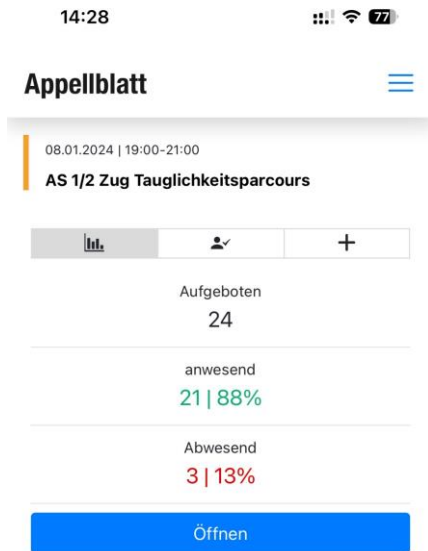 14:28
77
Appellblatt
08.01.2024 | 19:00-21:00
AS 1/2 Zug Tauglichkeitsparcours
Aufgeboten
24
anwesend
21 | 88%
Abwesend
3 | 13%
Öffnen